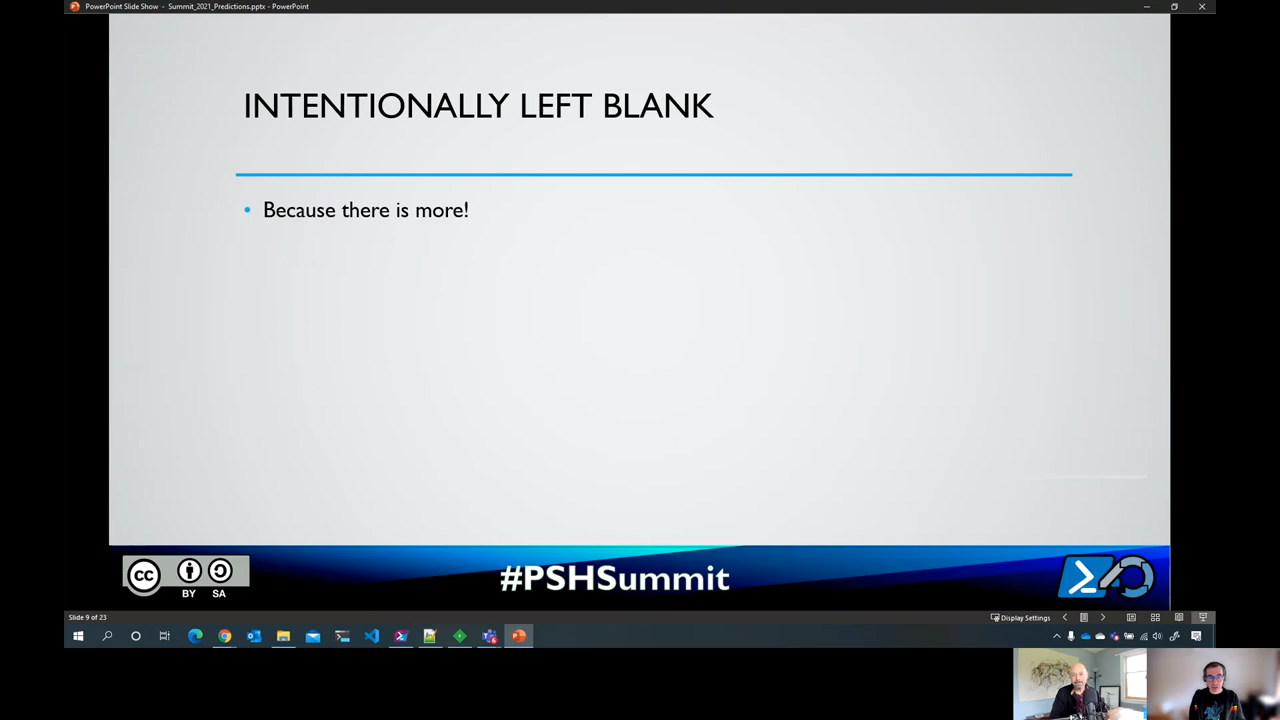 PowerPoint Slide Show - Summit_2021_Predictions.pptx - PowerPoint
INTENTIONALLY LEFT BLANK
• Because there is more!
cc
BY SA
#PSHSummit
Slide 9 of 23
Display Settings